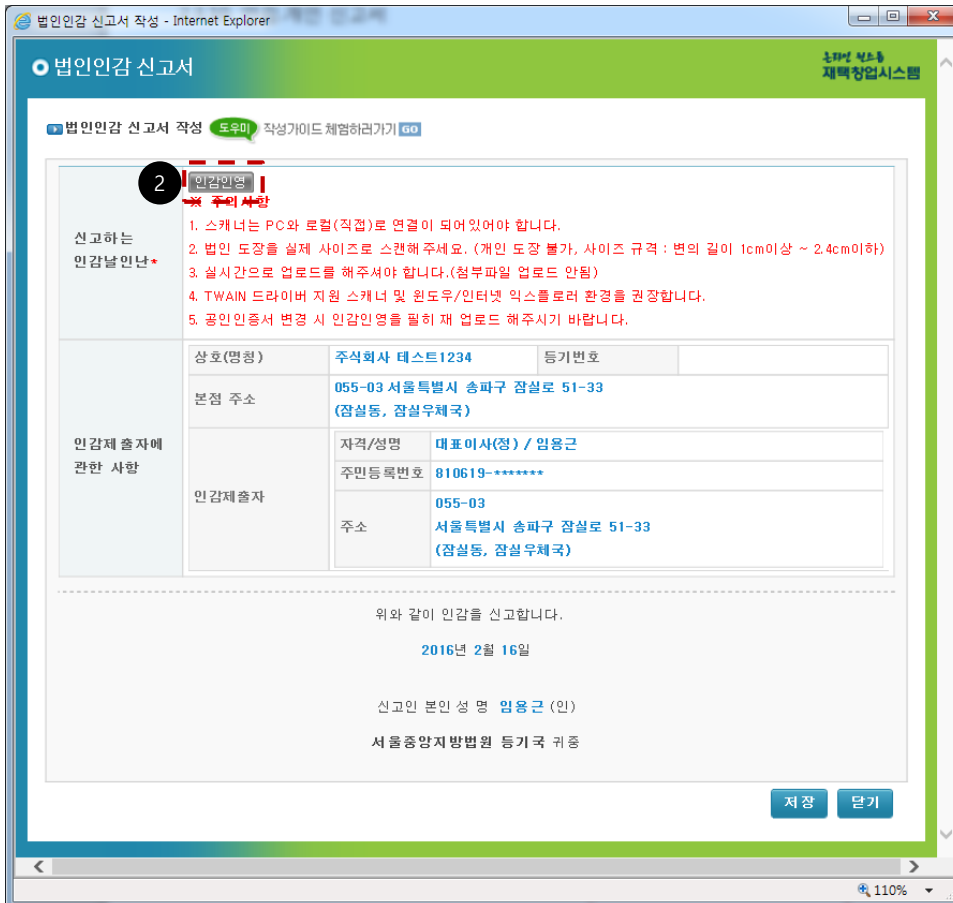 법인인감 신고서 작성 - Internet Explorer
법인인감 신고서
온라인 원스톱
재택창업시스템
법인인감 신고서 작성 도우미 작성가이드 체험하러가기 GO
2 인감인영
※ 주의사항
신고하는
인감날인난*
1. 스캐너는 PC와 로컬(직접)로 연결이 되어있어야 합니다.
2. 법인 도장을 실제 사이즈로 스캔해 주세요. (개인 도장 불가, 사이즈 규격 : 변의 길이 1cm이상 ~ 2.4cm이하)
3. 실시간으로 업로드를 해주셔야 합니다.(첨부파일 업로드 안됨)
4. TWAIN 드라이버 지원 스캐너 및 윈도우/인터넷 익스플로러 환경을 권장합니다.
5. 공인인증서 변경 시 인감인영을 필히 재 업로드 해주시기 바랍니다.
인감제출자에
관한 사항
상호(명칭) 주식회사 테스트1234 등기번호
본점 주소
055-03 서울특별시 송파구 잠실로 51-33
(잠실동, 잠실우체국)
인감제출자
자격/성명 대표이사(정) / 임용근
주민등록번호 810619-*******
주소
055-03
서울특별시 송파구 잠실로 51-33
(잠실동, 잠실우체국)
위와 같이 인감을 신고합니다.
2016년 2월 16일
신고인 본인 성 명 임용근 (인)
서울중앙지방법원 등기국 귀중
저장 닫기
110%